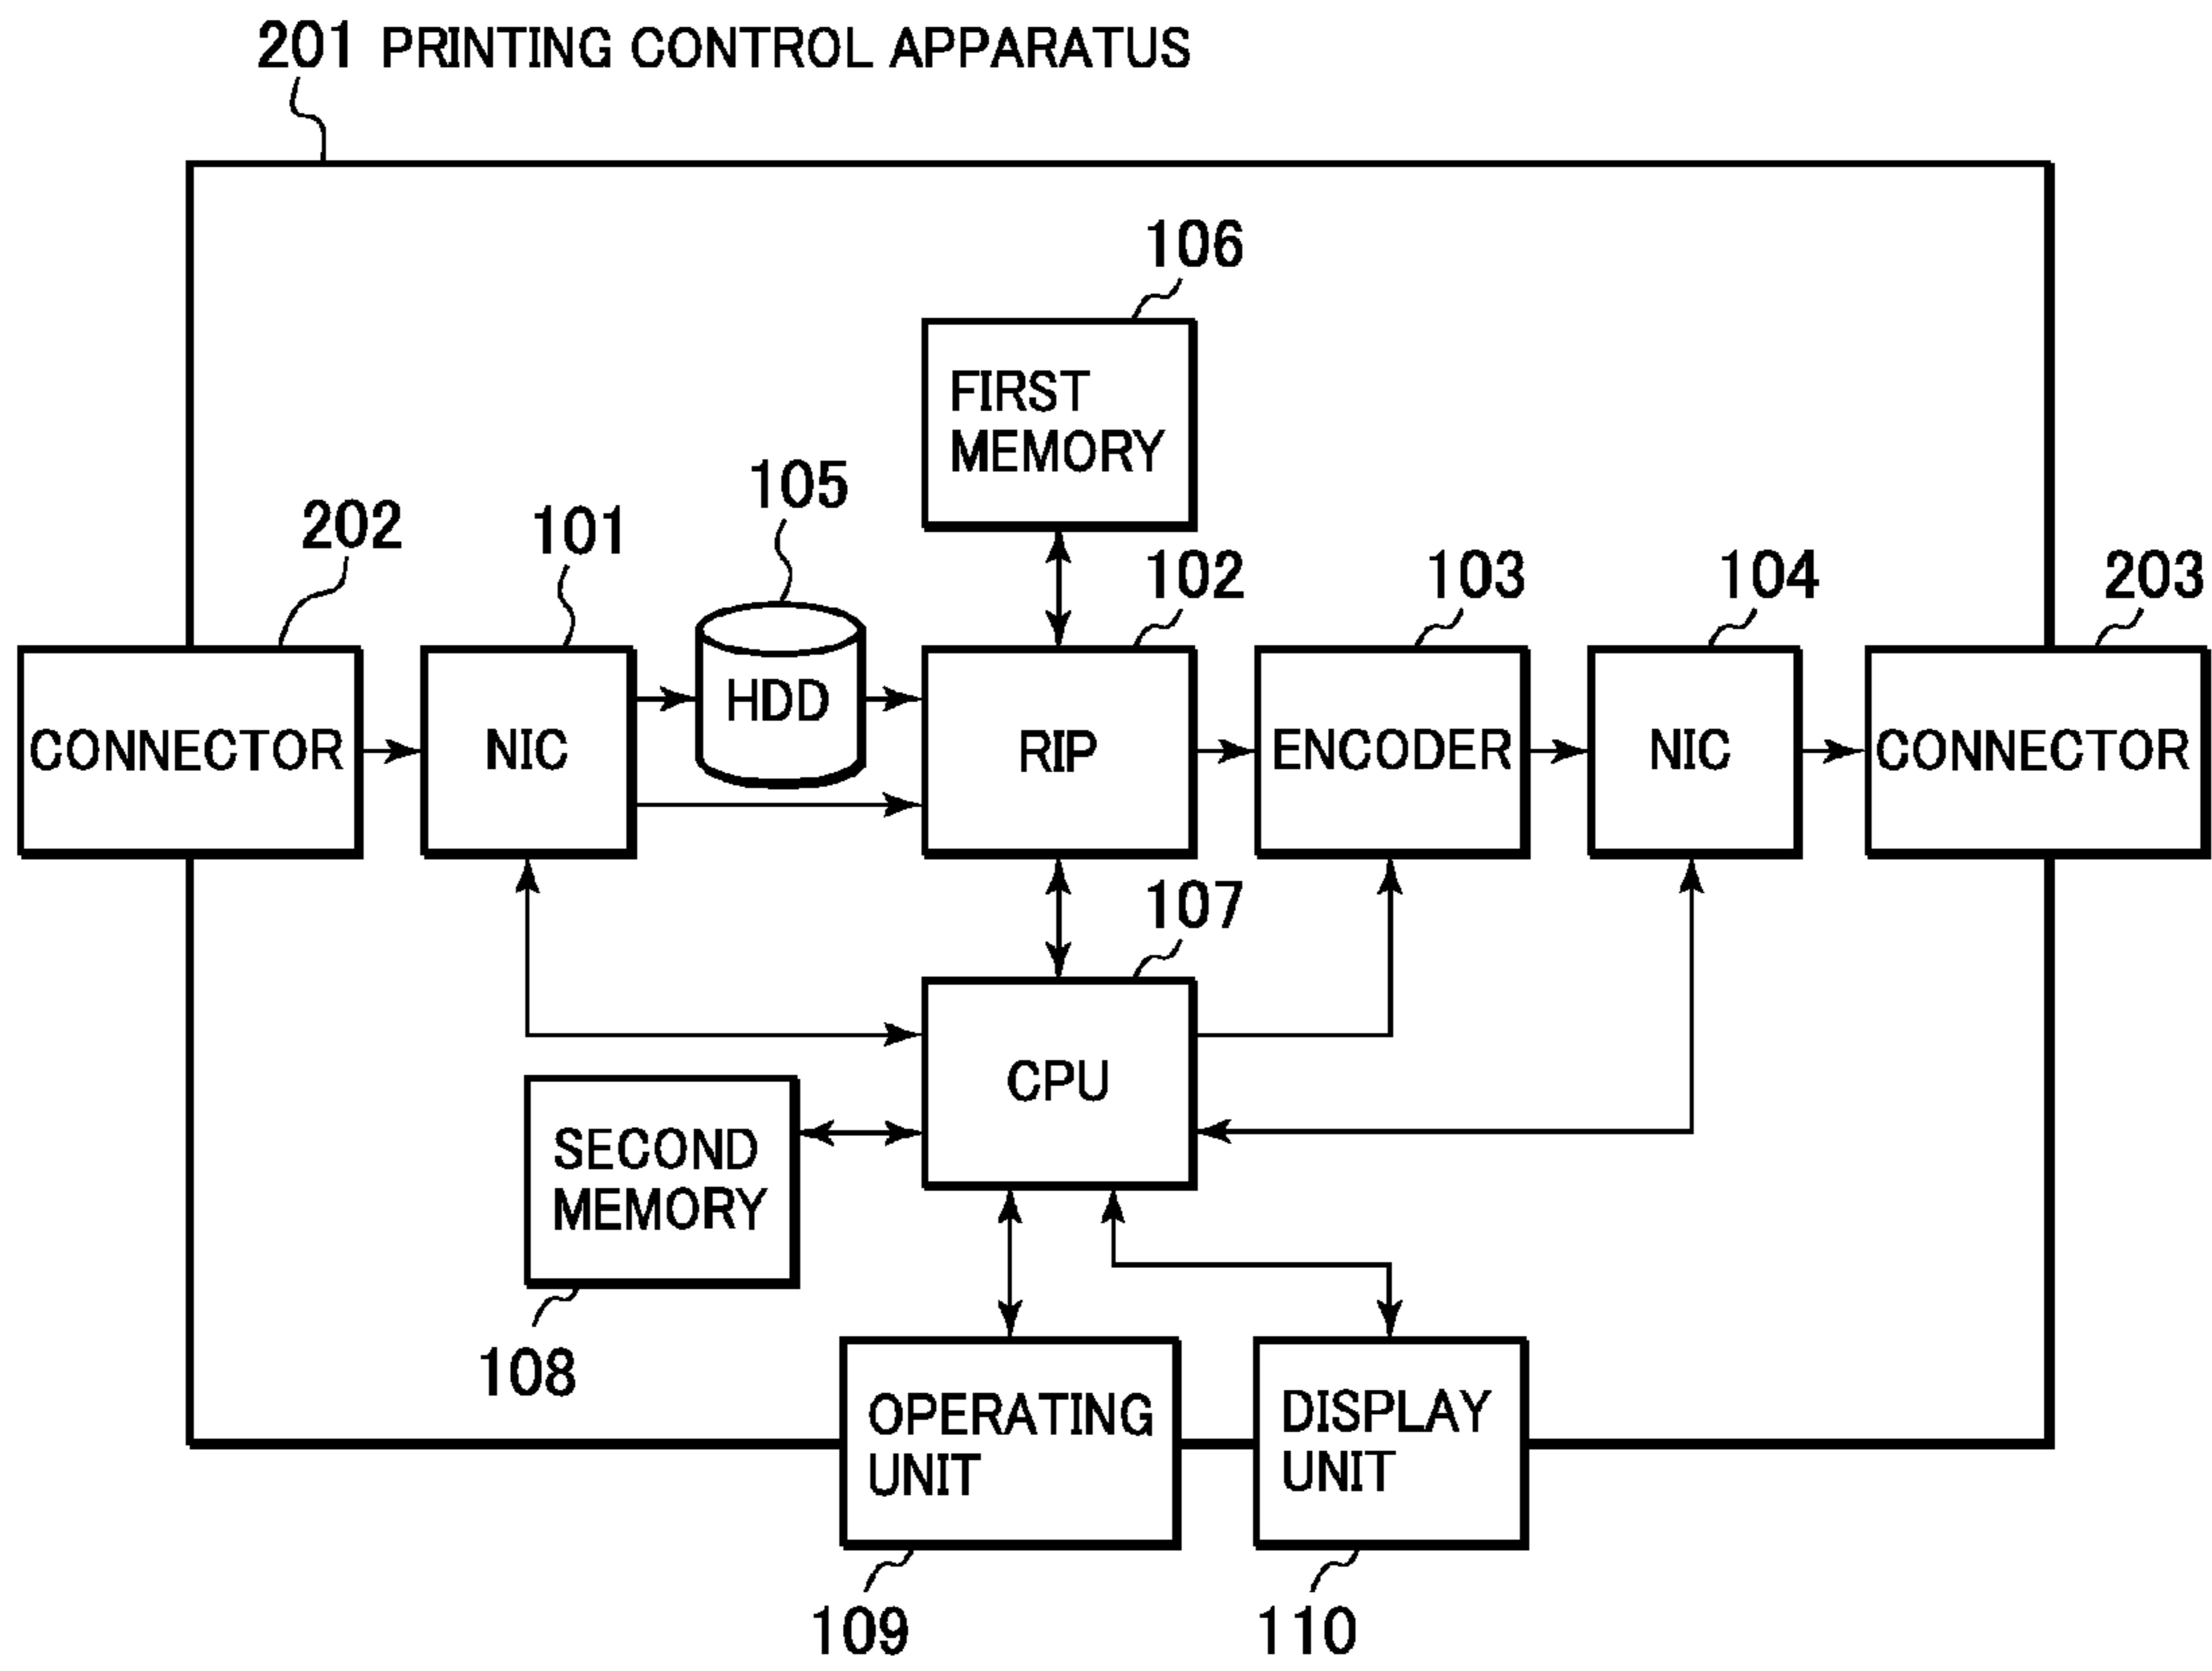 201 PRINTING CONTROL APPARATUS
106
FIRST
MEMORY
105
202
101
102
103
104
203
CONNECTOR
NIC
HDD
RIP
ENCODER
NIC
CONNECTOR
107
CPU
SECOND
MEMORY
108
OPERATING
UNIT
DISPLAY
UNIT
109
110